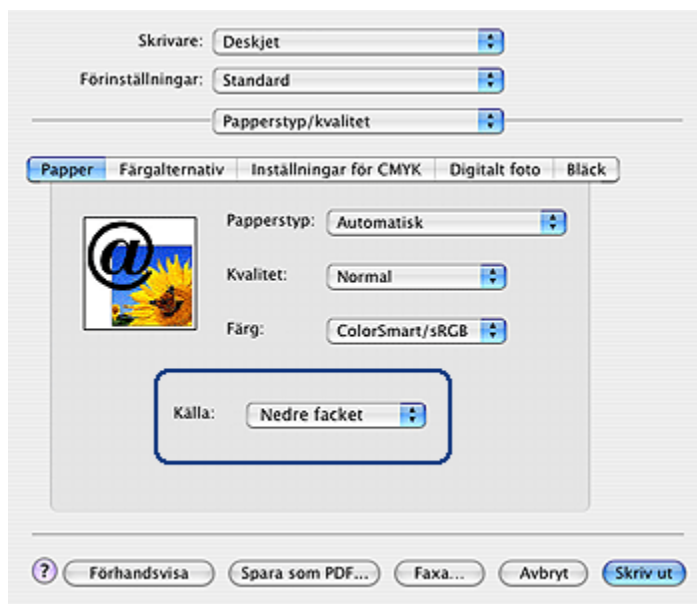 Skrivare: Deskjet
Förinställningar: Standard
Papperstyp/kvalitet
Papper Färgalternativ Inställningar för CMYK Digitalt foto Bläck
@
Papperstyp: Automatisk
Kvalitet: Normal
Färg: ColorSmart/sRGB
Källa: Nedre facket
? Förhandsvisa Spara som PDF... Faxa... Avbryt Skriv ut